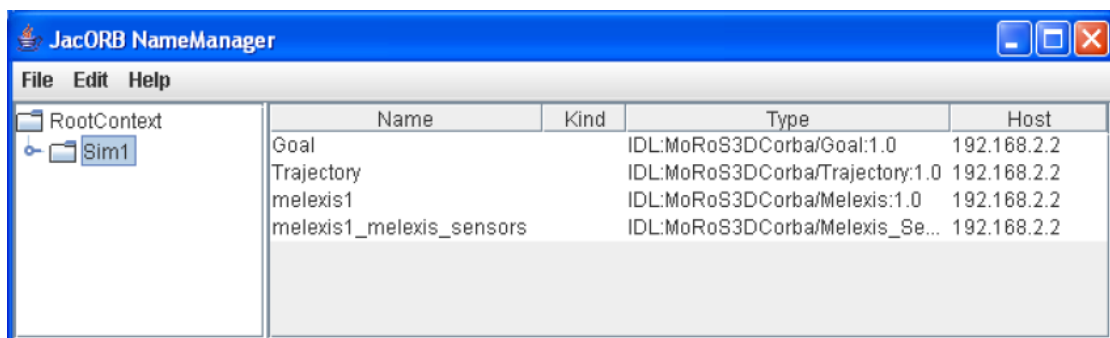 JacORB NameManager
File Edit Help
RootContext
Sim1
Name Kind Type Host
Goal IDL:MoRoS3DCorba/Goal:1.0 192.168.2.2
Trajectory IDL:MoRoS3DCorba/Trajectory:1.0 192.168.2.2
melexis1 IDL:MoRoS3DCorba/Melexis:1.0 192.168.2.2
melexis1_melexis_sensors IDL:MoRoS3DCorba/Melexis_Se... 192.168.2.2